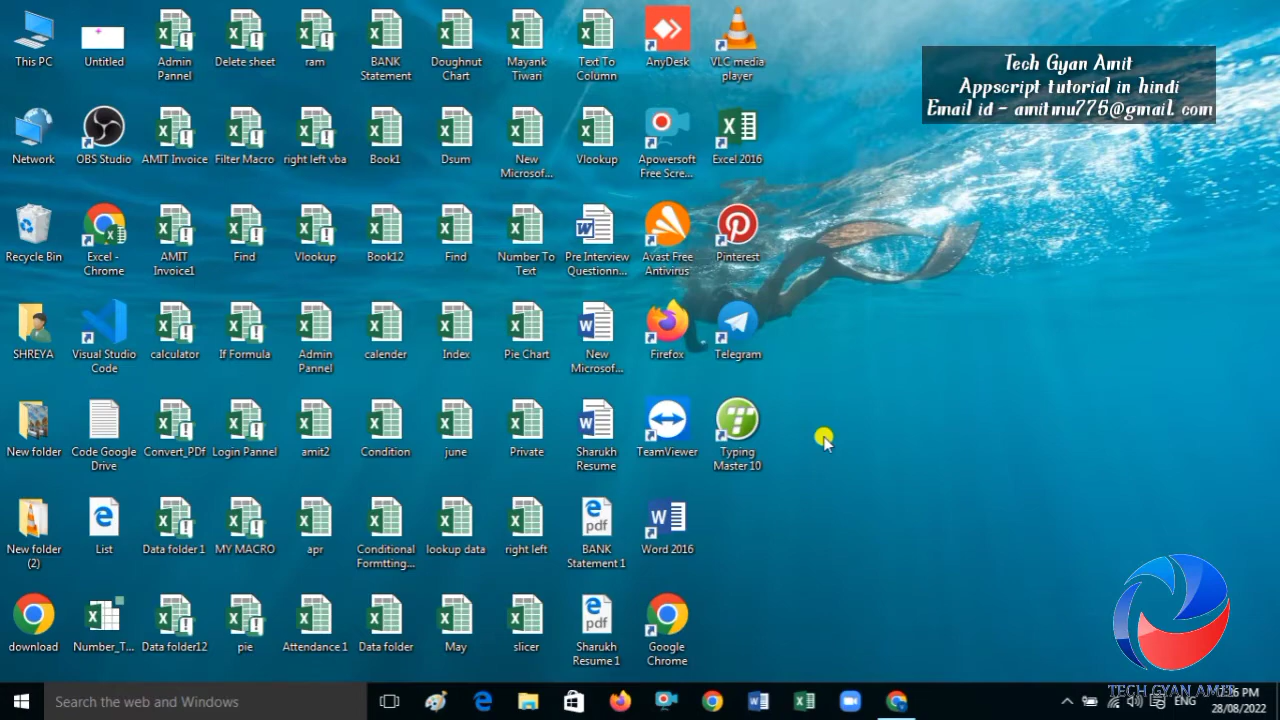 This PC
Untitled
Admin
Pannel
Delete sheet
ram
BANK
Statement
Doughnut
Chart
Mayank
Tiwari
Text To
Column
AnyDesk
VLC media
player
Tech Gyan Amit
Appscript tutorial in hindi
Email id - amitmu775@gmail.com
Network
OBS Studio
AMIT Invoice
Filter Macro
right left vba
Book1
Dsum
New
Microsof...
Vlookup
Apowersoft
Free Scre...
Excel 2016
Recycle Bin
Excel -
Chrome
AMIT
Invoice1
Find
Vlookup
Book12
Find
Number To
Text
Pre Interview
Questionn...
Avast Free
Antivirus
Pinterest
SHREYA
Visual Studio
Code
calculator
If Formula
Admin
Pannel
calender
Index
Pie Chart
New
Microsof...
Firefox
Telegram
New folder
Code Google
Drive
Convert_PDf
Login Pannel
amit2
Condition
june
Private
Sharukh
Resume
TeamViewer
Typing
Master 10
New folder
(2)
List
Data folder 1
MY MACRO
apr
Conditional
Formtting...
lookup data
right left
pdf
BANK
Statement 1
Word 2016
download
Number_T...
Data folder12
pie
Attendance 1
Data folder
May
slicer
pdf
Sharukh
Resume 1
Google
Chrome
Search the web and Windows
TECH GYAN AMIT
ENG
PM
28/08/2022